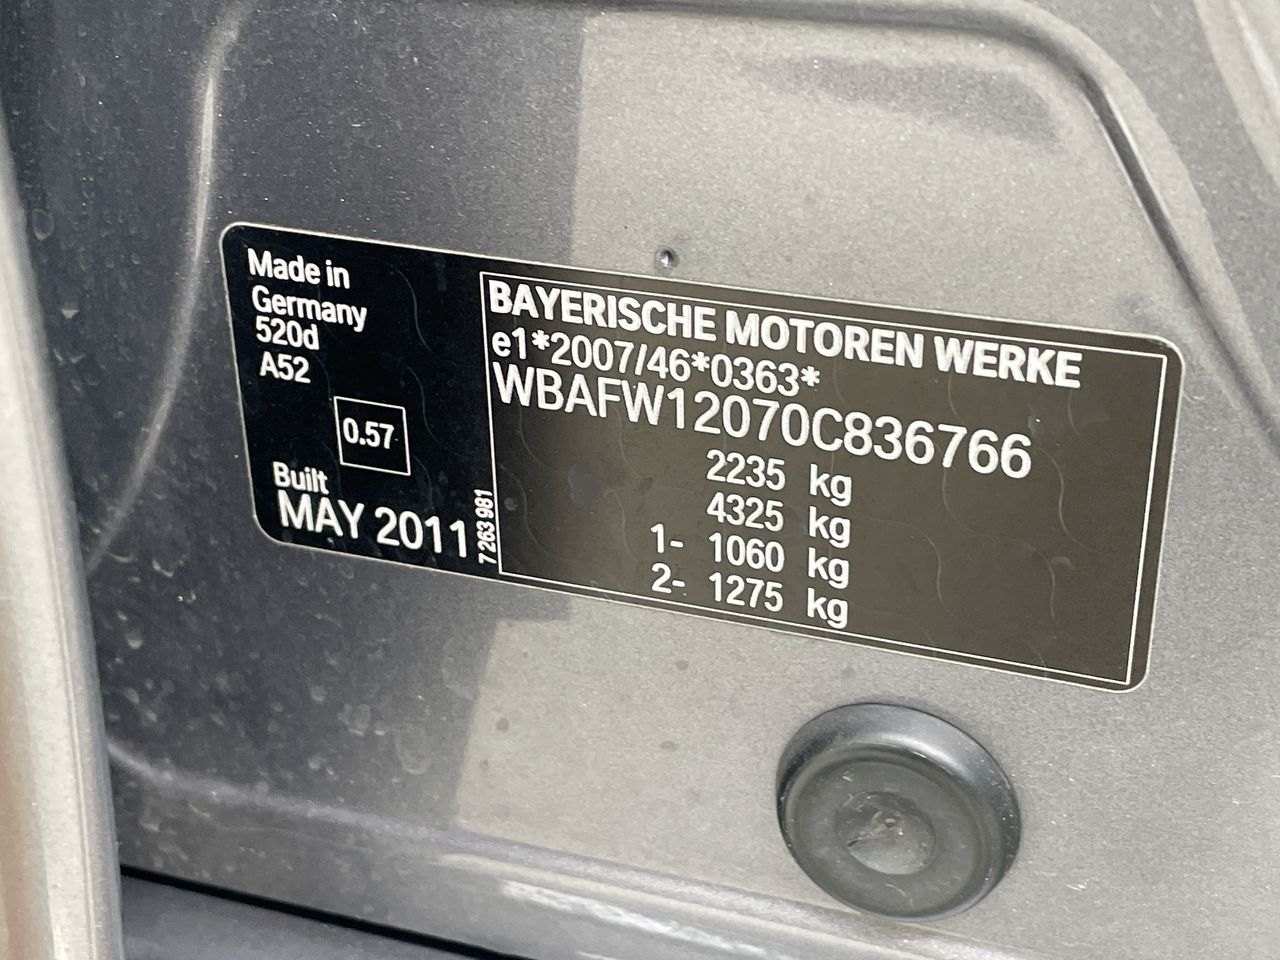 Made in
Germany
520d
A52
0.57
Built
MAY 2011
7 263 981
BAYERISCHE MOTOREN WERKE
e1*2007/46*0363*
WBAFW12070C836766
2235 kg
4325 kg
1- 1060 kg
2- 1275 kg